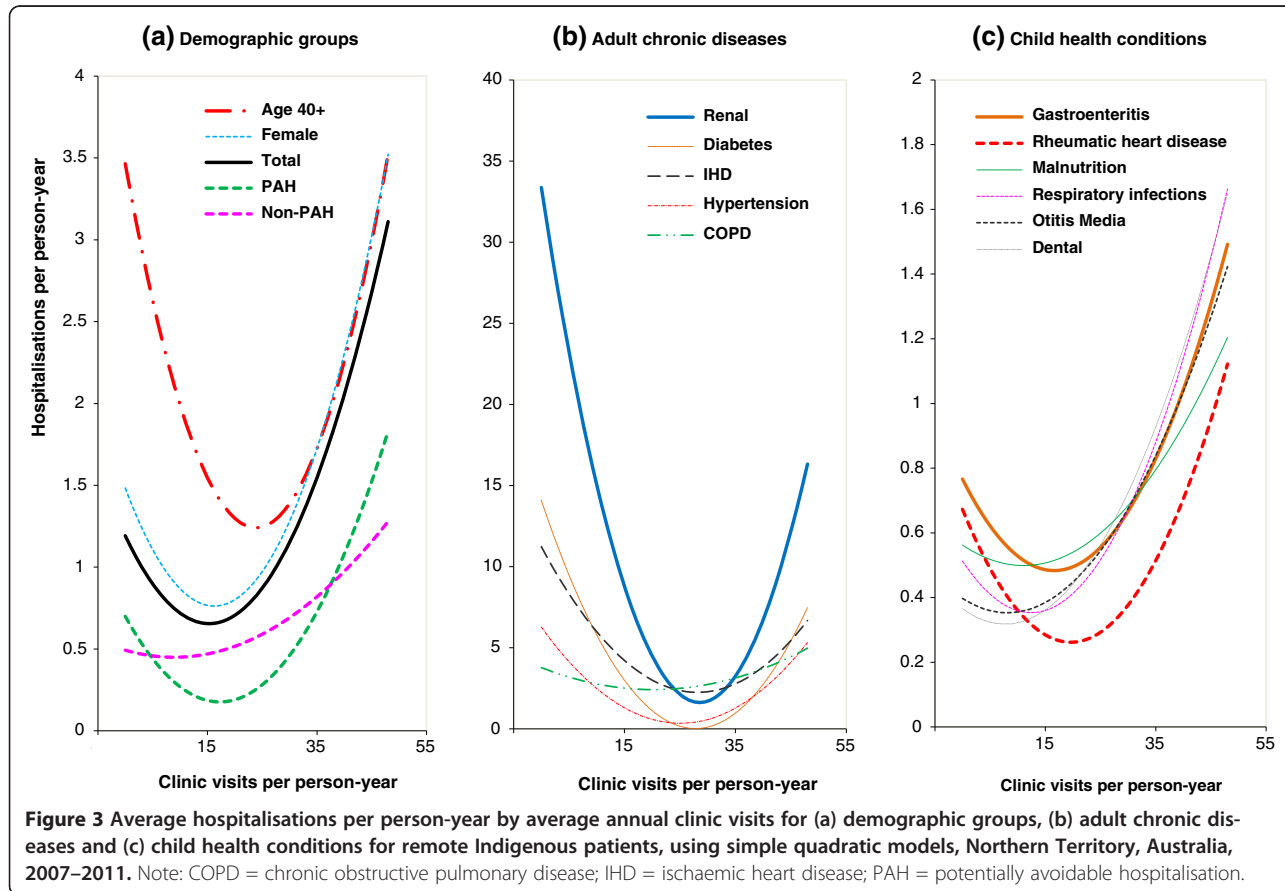 (a) Demographic groups
(b) Adult chronic diseases
(c) Child health conditions
Hospitalisations per person-year
4
3.5
3
2.5
2
1.5
1
0.5
0
15
35
55
Age 40+
Female
Total
PAH
Non-PAH
Clinic visits per person-year
40
35
30
25
20
15
10
5
0
15
35
55
Renal
Diabetes
IHD
Hypertension
COPD
Clinic visits per person-year
2
1.8
1.6
1.4
1.2
1
0.8
0.6
0.4
0.2
0
15
35
55
Gastroenteritis
Rheumatic heart disease
Malnutrition
Respiratory infections
Otitis Media
Dental
Clinic visits per person-year
Figure 3 Average hospitalisations per person-year by average annual clinic visits for (a) demographic groups, (b) adult chronic dis-
eases and (c) child health conditions for remote Indigenous patients, using simple quadratic models, Northern Territory, Australia,
2007–2011. Note: COPD = chronic obstructive pulmonary disease; IHD = ischaemic heart disease; PAH = potentially avoidable hospitalisation.